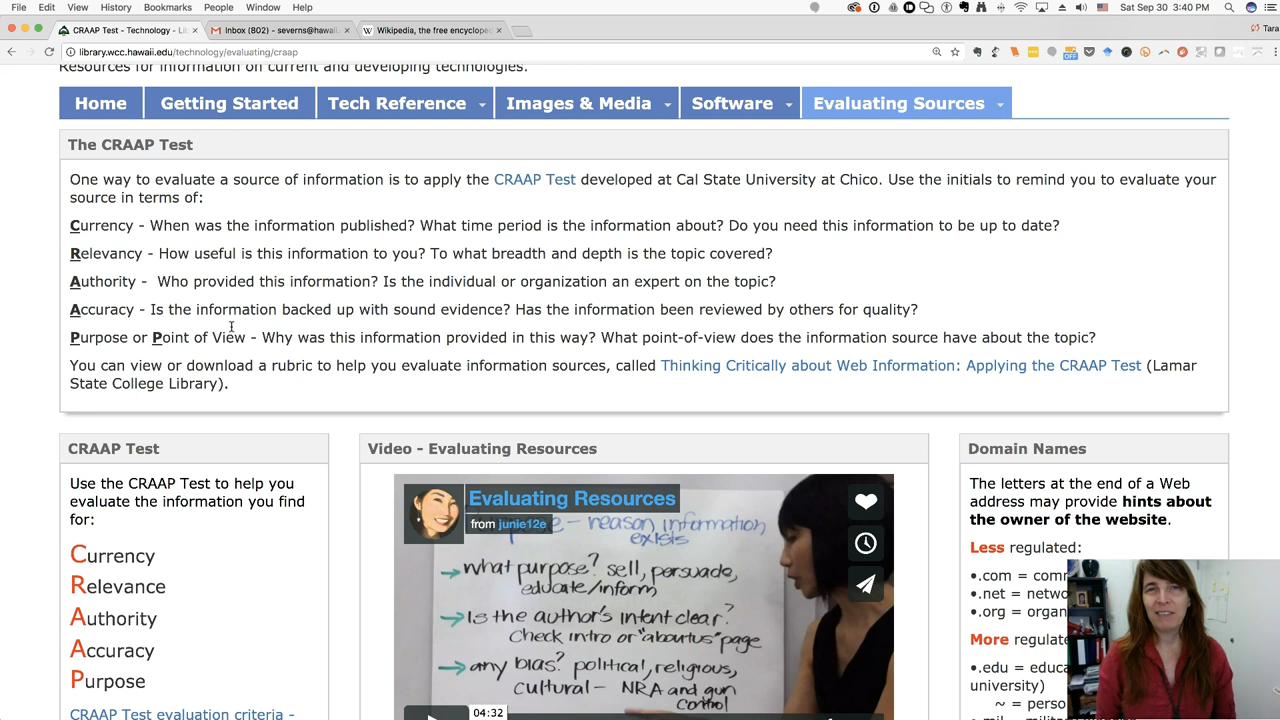 File Edit View History Bookmarks People Window Help
Sat Sep 30 3:40 PM
CRAAP Test - Technology - Li
Inbox (802) - severns@hawai
Wikipedia, the free encycloped
Tara
library.wcc.hawaii.edu/technology/evaluating/craap
OFF
Resources for information on current and developing technologies.
Home
Getting Started
Tech Reference
Images & Media
Software
Evaluating Sources
The CRAAP Test
One way to evaluate a source of information is to apply the CRAAP Test developed at Cal State University at Chico. Use the initials to remind you to evaluate your
source in terms of:
Currency - When was the information published? What time period is the information about? Do you need this information to be up to date?
Relevancy - How useful is this information to you? To what breadth and depth is the topic covered?
Authority - Who provided this information? Is the individual or organization an expert on the topic?
Accuracy - Is the information backed up with sound evidence? Has the information been reviewed by others for quality?
Purpose or Point of View - Why was this information provided in this way? What point-of-view does the information source have about the topic?
You can view or download a rubric to help you evaluate information sources, called Thinking Critically about Web Information: Applying the CRAAP Test (Lamar
State College Library).
CRAAP Test
Use the CRAAP Test to help you
evaluate the information you find
for:
Currency
Relevance
Authority
Accuracy
Purpose
CRAAP Test evaluation criteria -
Video - Evaluating Resources
Evaluating Resources
from junie12e
- reason information
exists
what purpose? sell, persuade,
educate/inform
Is the author's intent clear?
Check intro or "about us" page
any bias? political, religious,
cultural - NRA and gun
control
04:32
Domain Names
The letters at the end of a Web
address may provide hints about
the owner of the website.
Less regulated:
•.com = com
•.net = netwo
•.org = organ
More regulate
•.edu = educa
university)
~ = perso